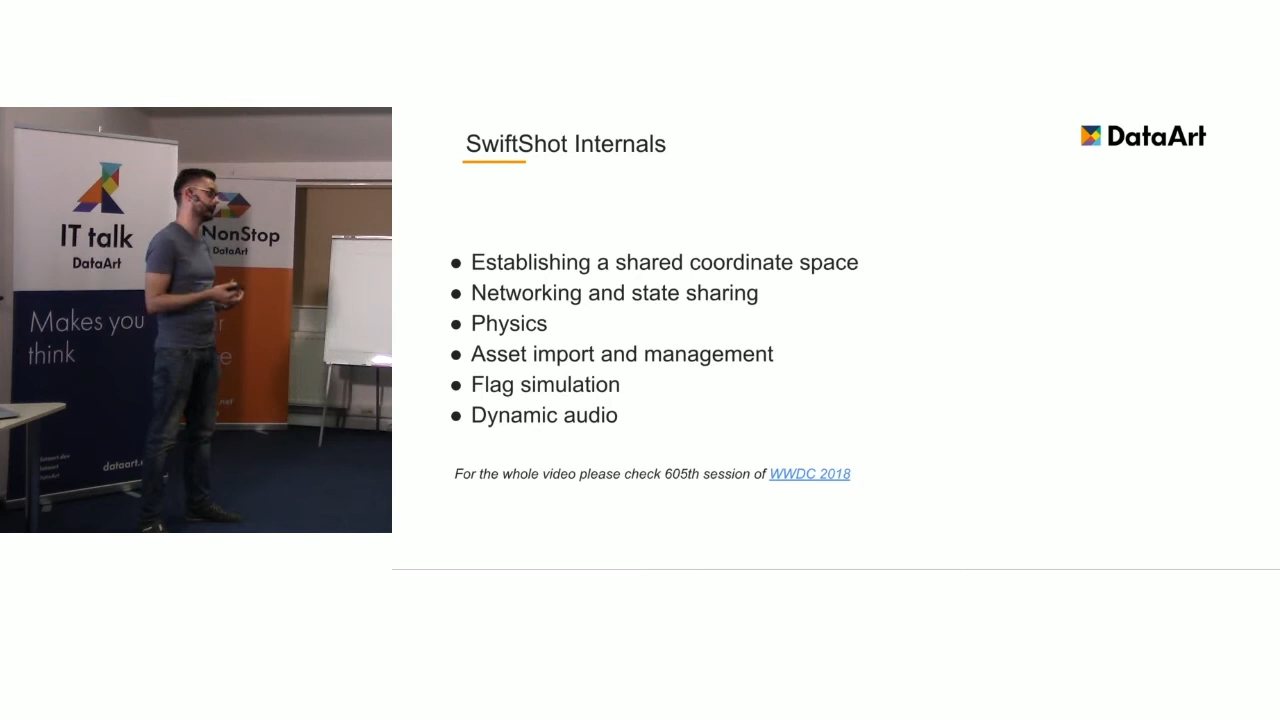 SwiftShot Internals
DataArt
● Establishing a shared coordinate space
● Networking and state sharing
● Physics
● Asset import and management
● Flag simulation
● Dynamic audio
For the whole video please check 605th session of WWDC 2018
IT talk
DataArt
Makes you
think
NonStop
DataArt